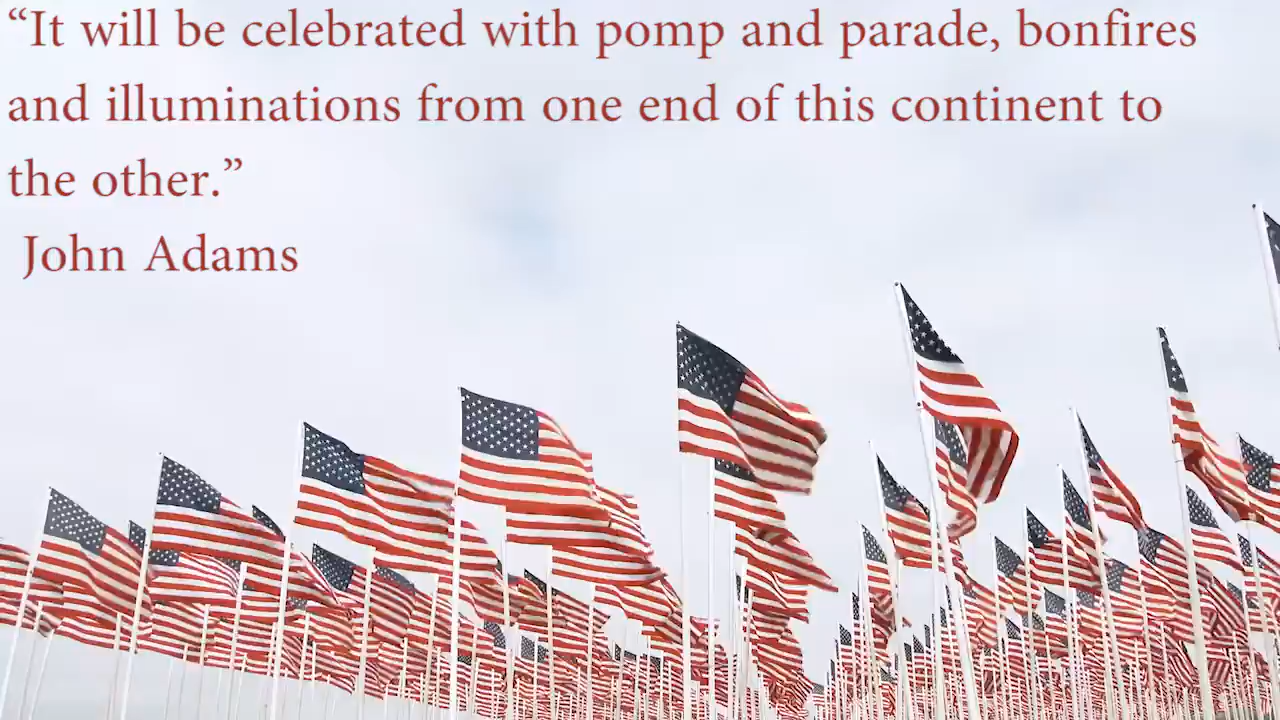 “It will be celebrated with pomp and parade, bonfires
and illuminations from one end of this continent to
the other.”
John Adams